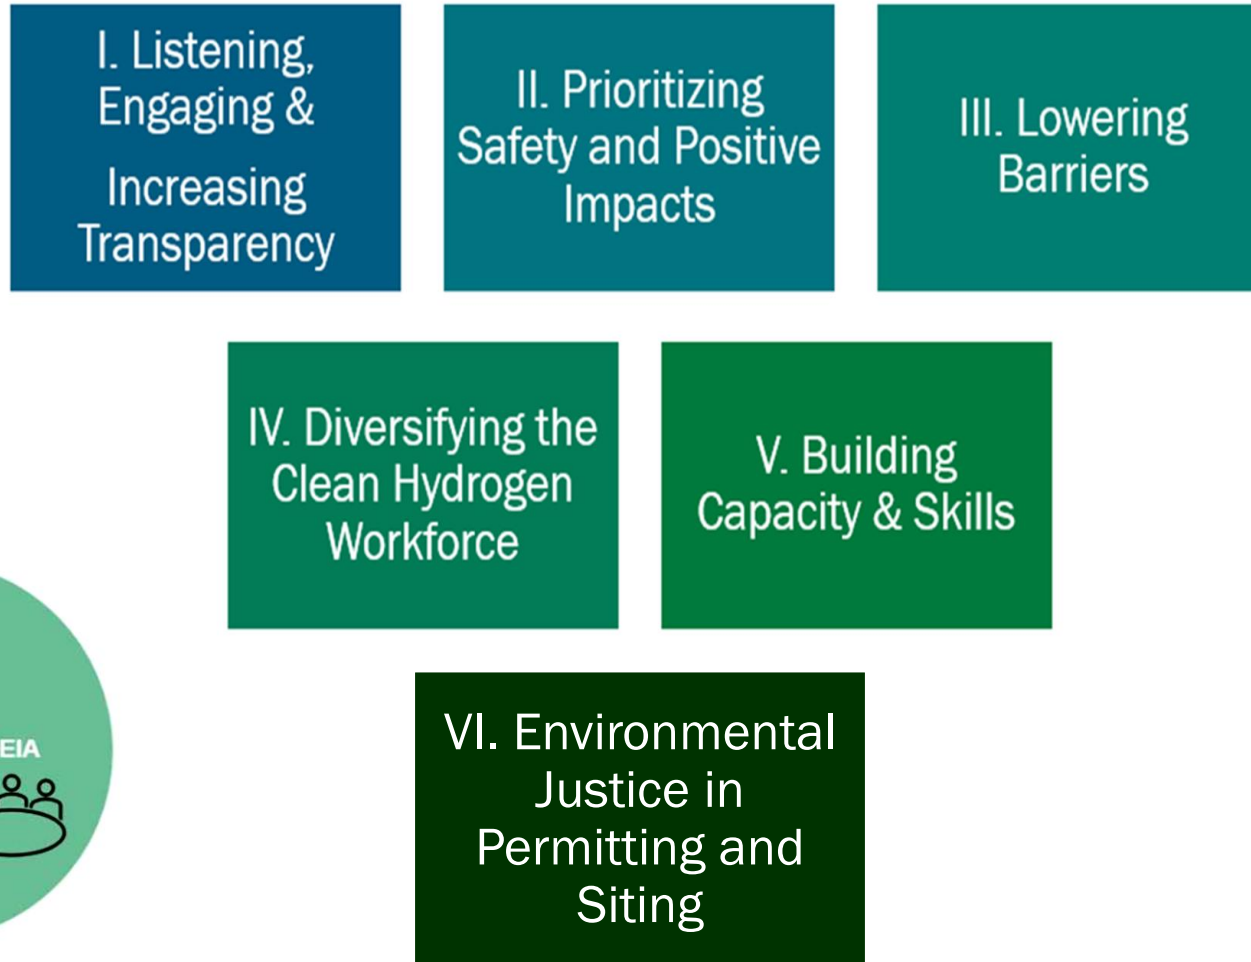 I. Listening,
Engaging &
Increasing
Transparency
II. Prioritizing
Safety and Positive
Impacts
III. Lowering
Barriers
IV. Diversifying the
Clean Hydrogen
Workforce
V. Building
Capacity & Skills
EIA
VI. Environmental
Justice in
Permitting and
Siting